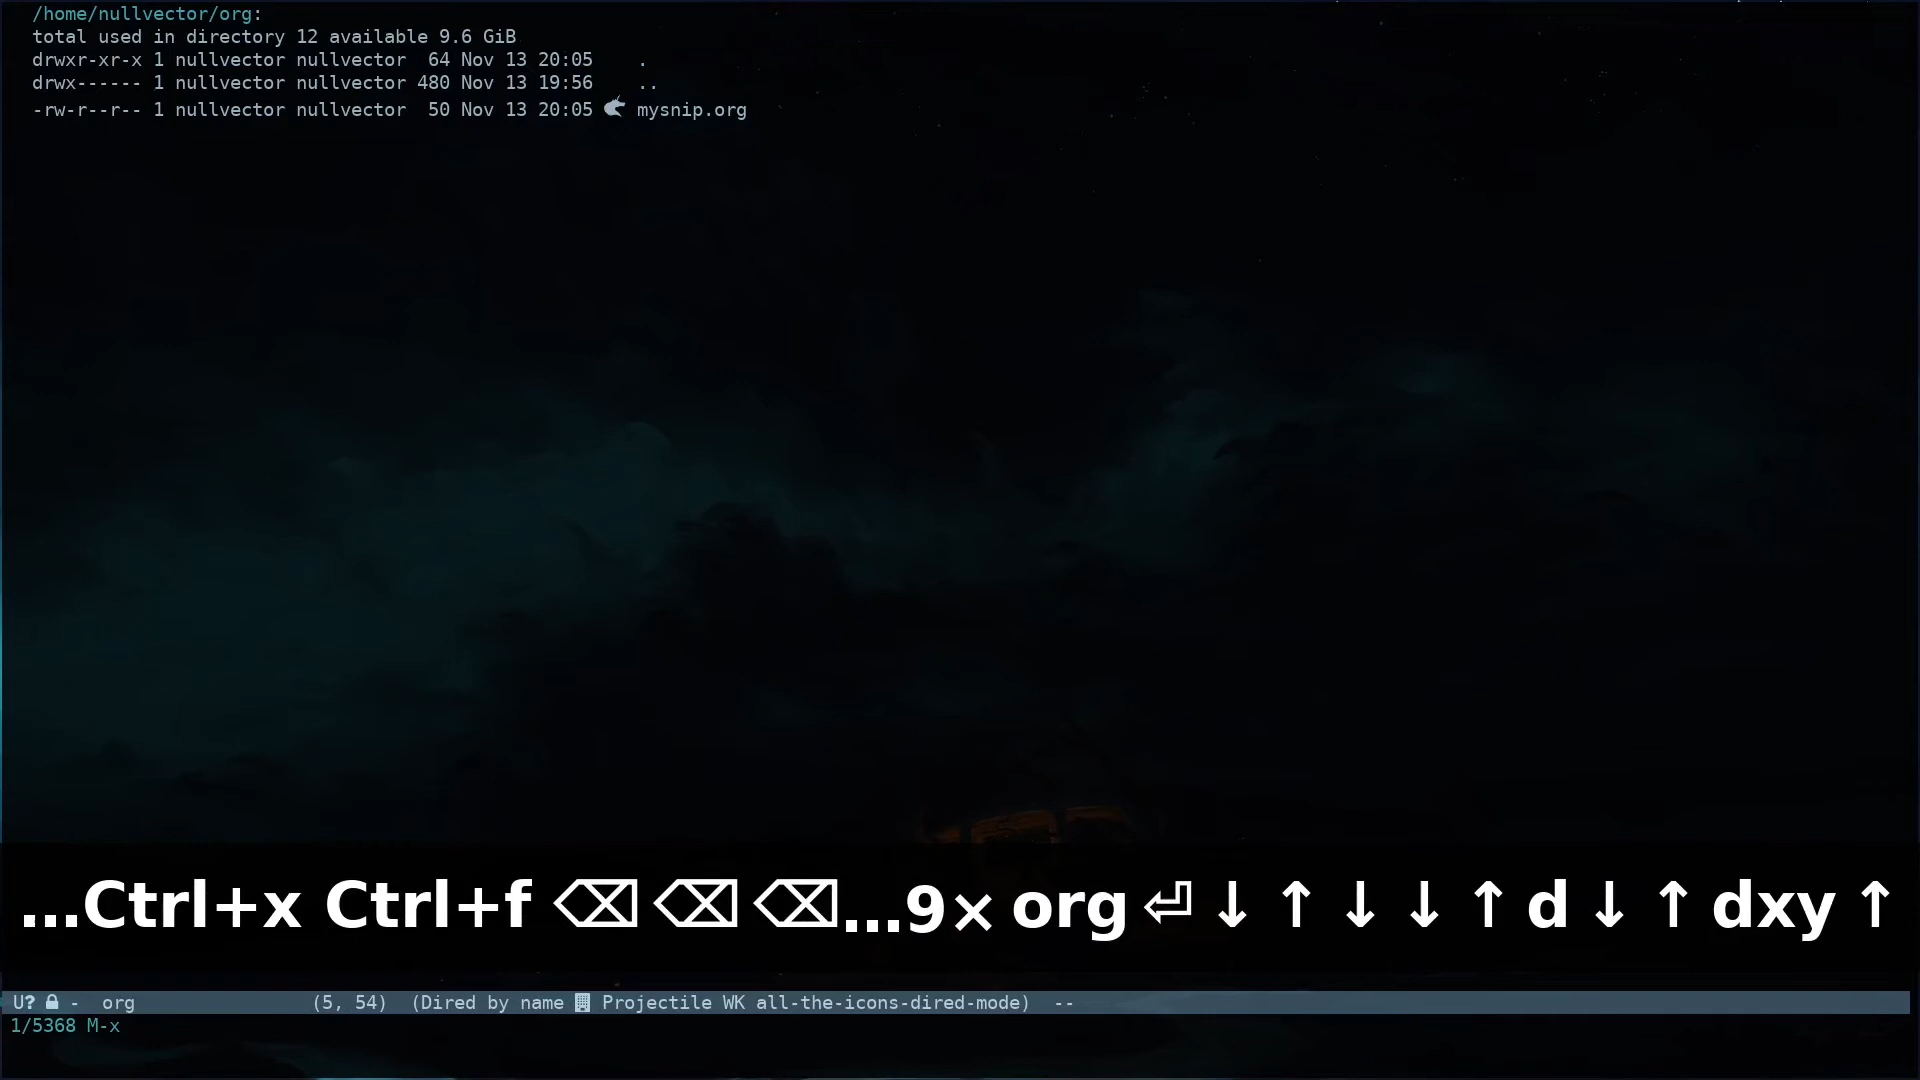 /home/nullvector/org:
total used in directory 12 available 9.6 GiB
drwxr-xr-x 1 nullvector nullvector  64 Nov 13 20:05    .
drwx------ 1 nullvector nullvector 480 Nov 13 19:56    ..
-rw-r--r-- 1 nullvector nullvector  50 Nov 13 20:05 mysnip.org
…Ctrl+x Ctrl+f ⌫ ⌫ ⌫…9× org ⏎ ↓ ↑ ↓ ↓ ↑ d ↓ ↑ dxy ↑
U? - org (5, 54) (Dired by name Projectile WK all-the-icons-dired-mode) --
1/5368 M-x